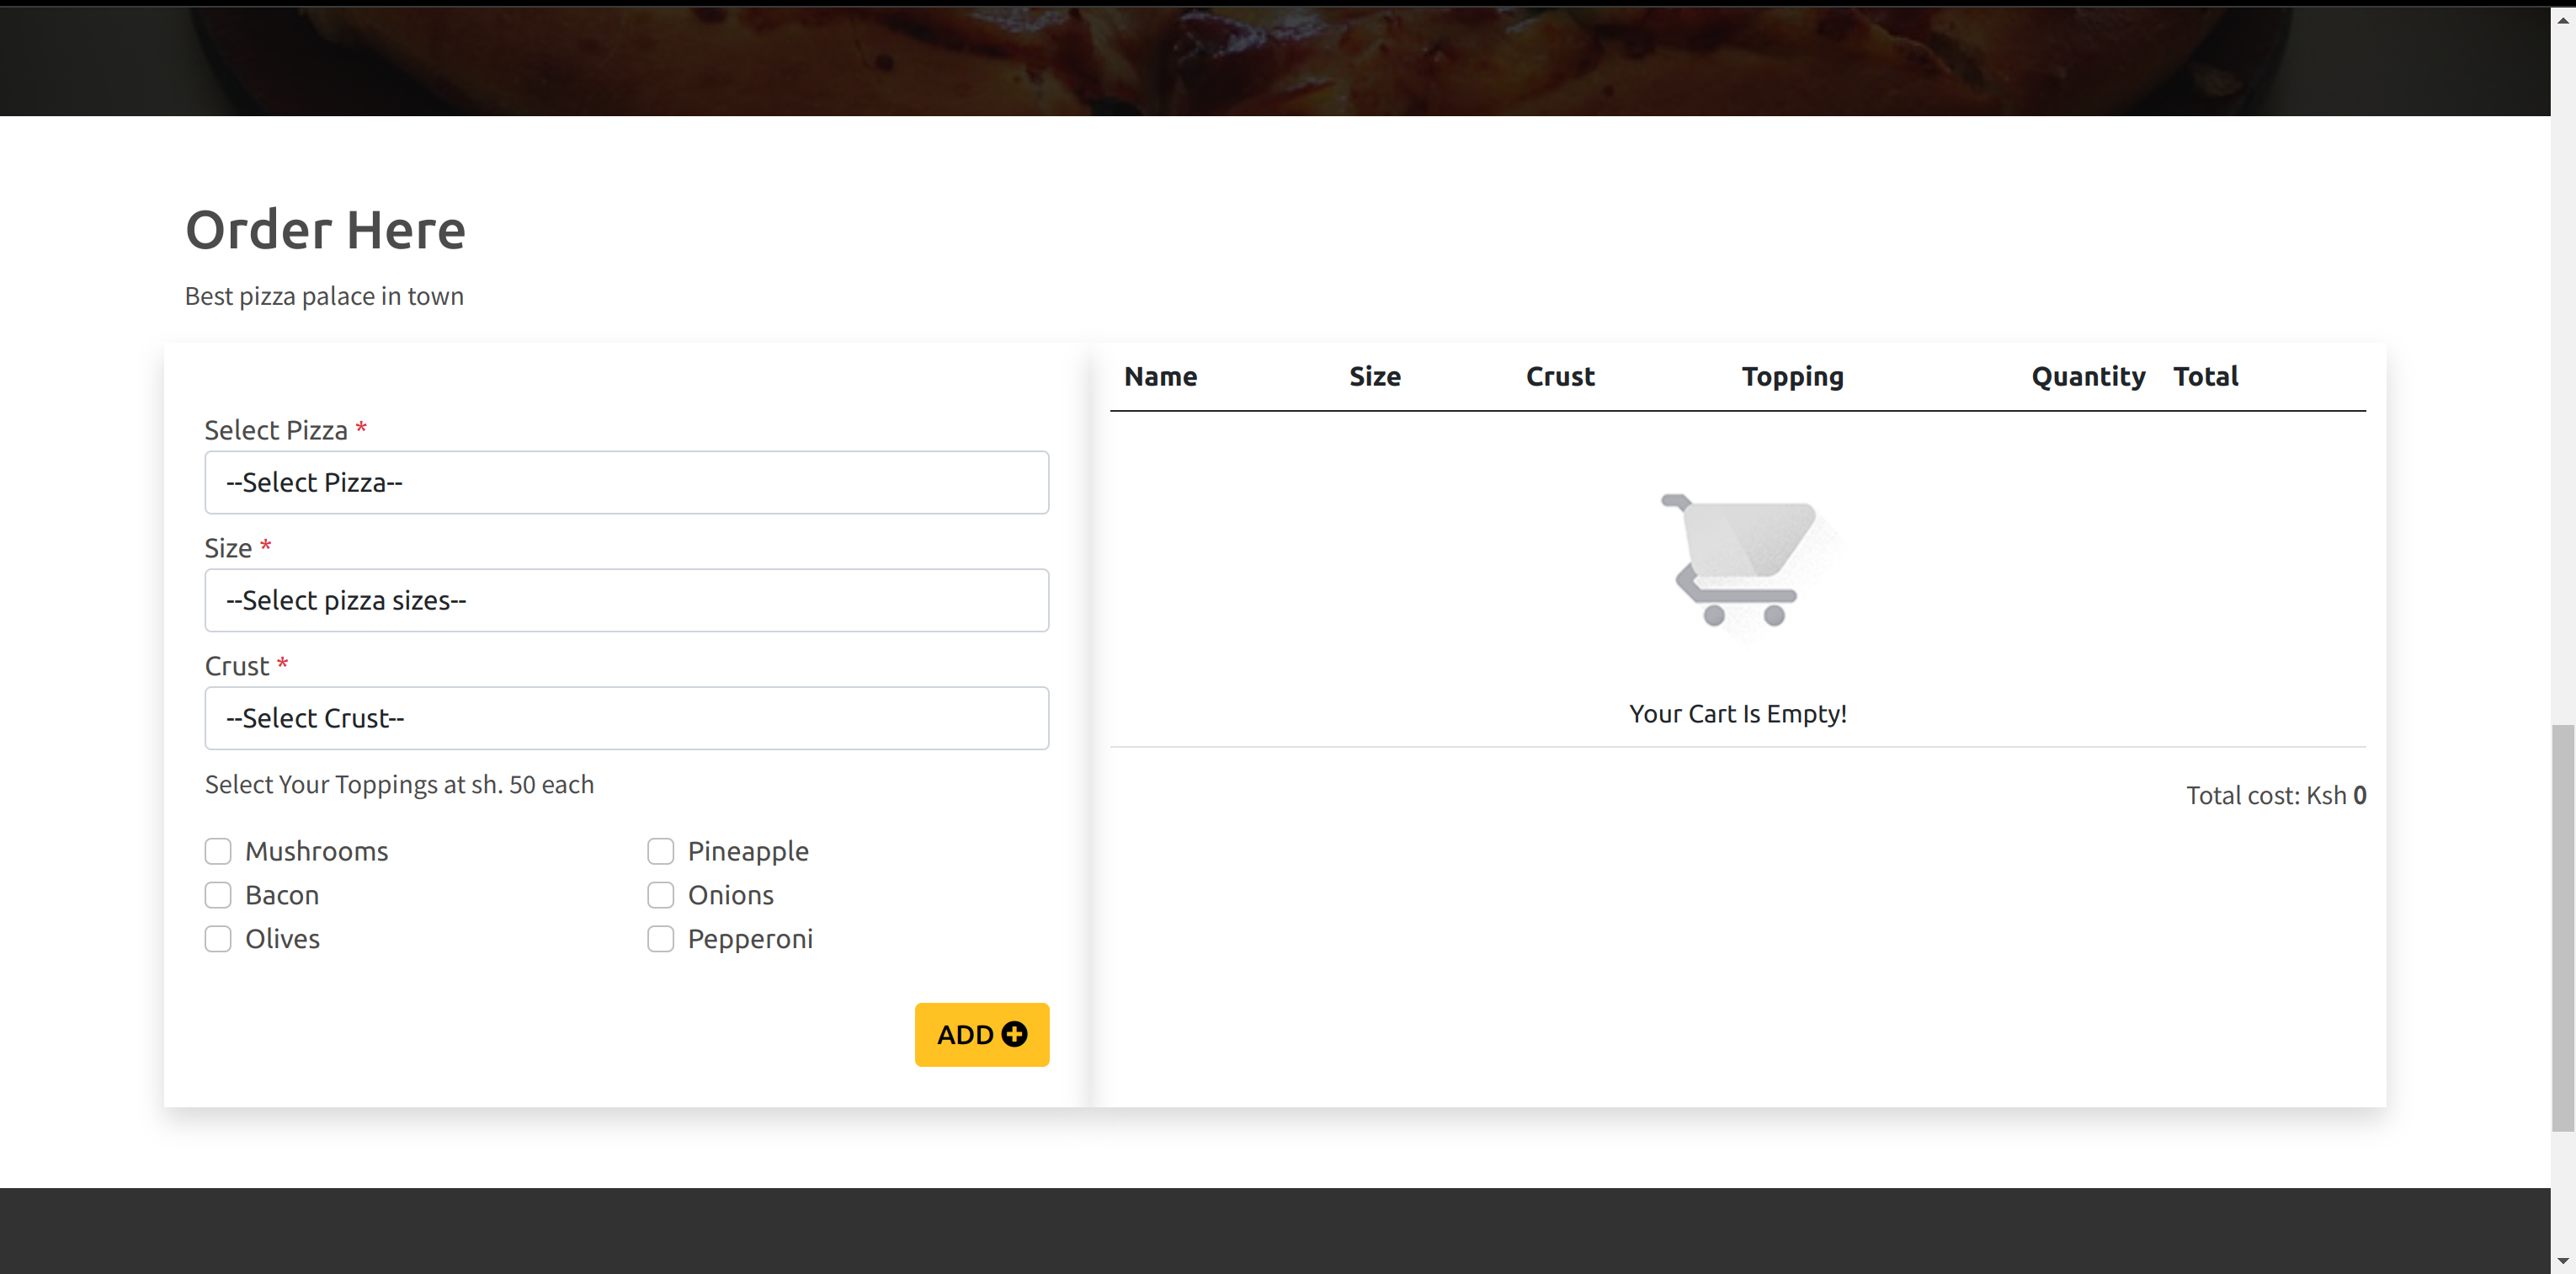 Order Here
Best pizza palace in town
Select Pizza *
--Select Pizza--
Size *
--Select pizza sizes--
Crust *
--Select Crust--
Select Your Toppings at sh. 50 each
Mushrooms
Pineapple
Bacon
Onions
Olives
Pepperoni
ADD
Name Size Crust Topping Quantity Total
Your Cart Is Empty!
Total cost: Ksh 0